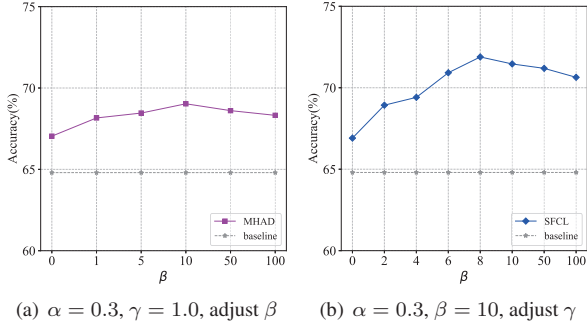 75
70
65
60
Accuracy(%)
MHAD
baseline
0 1 5 10 50 100
β
(a) α = 0.3, γ = 1.0, adjust β
75
70
65
60
Accuracy(%)
SFCL
baseline
0 2 4 6 8 10 50 100
β
(b) α = 0.3, β = 10, adjust γ